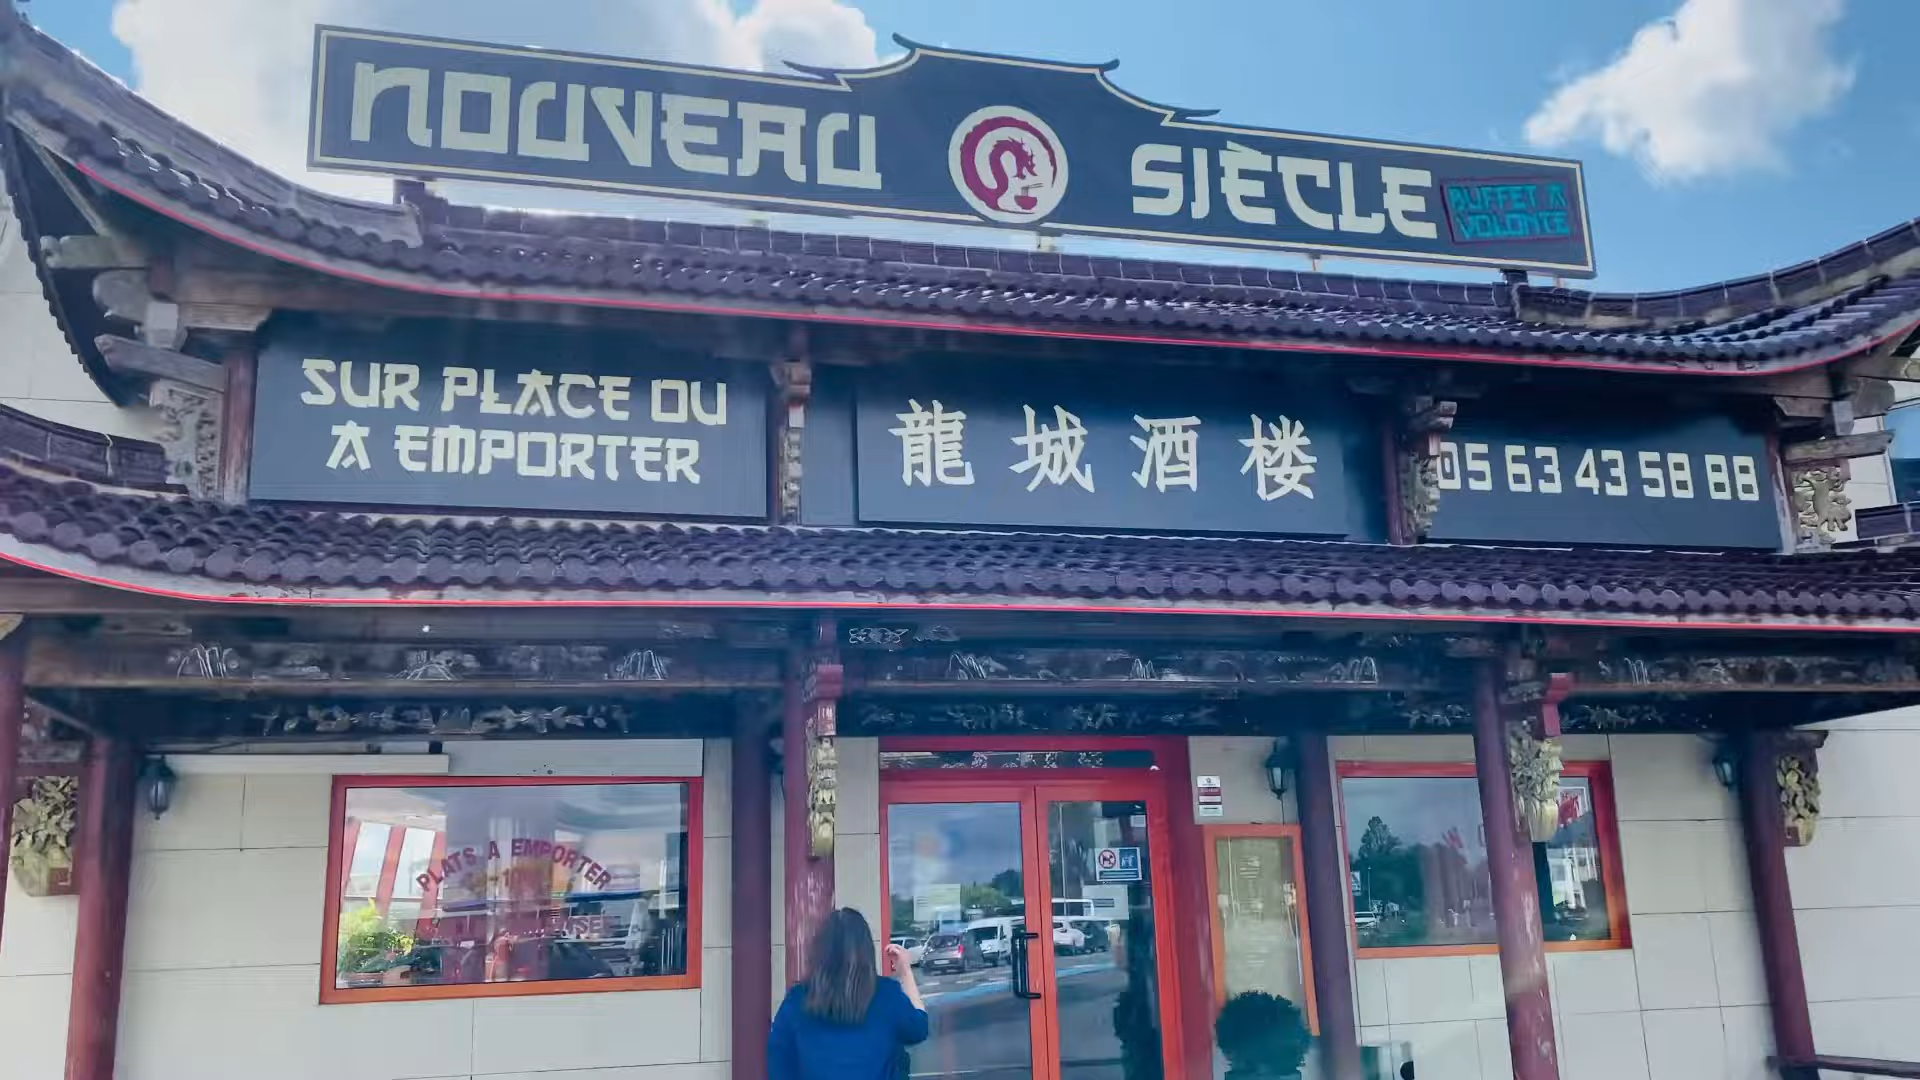 NOUVEAU SIÈCLE
BUFFET A
VOLONTE
SUR PLACE OU
A EMPORTER
龍城酒楼
05 63 43 58 88
PLATS A EMPORTER